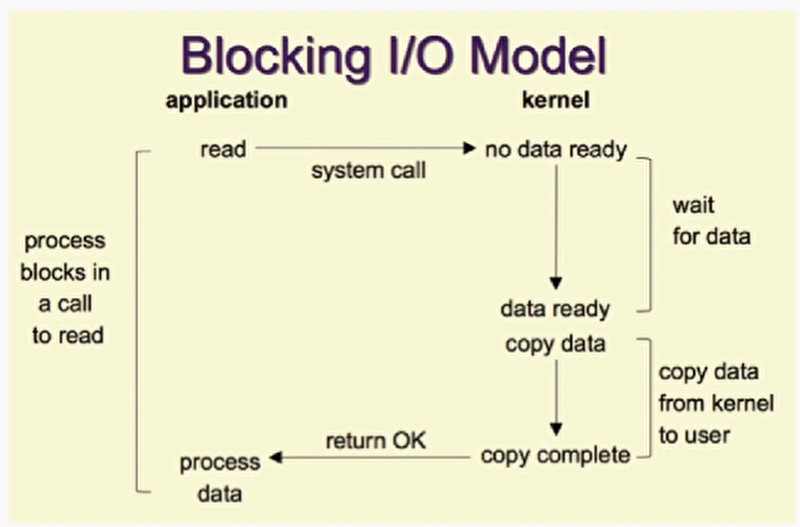 Blocking I/O Model
application
kernel
read
system call
no data ready
wait
for data
process
blocks in
a call
to read
data ready
copy data
copy data
from kernel
to user
return OK
copy complete
process
data